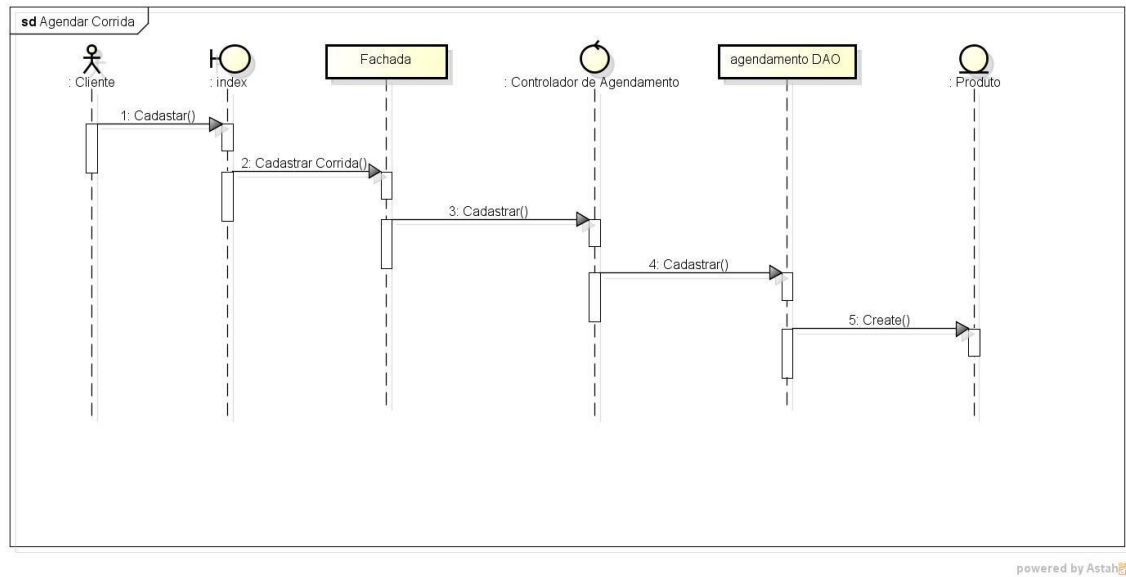 sd Agendar Corrida
: Cliente
: index
Fachada
: Controlador de Agendamento
agendamento DAO
: Produto
1: Cadastar()
2: Cadastrar Corrida()
3: Cadastrar()
4: Cadastrar()
5: Create()
powered by Astah